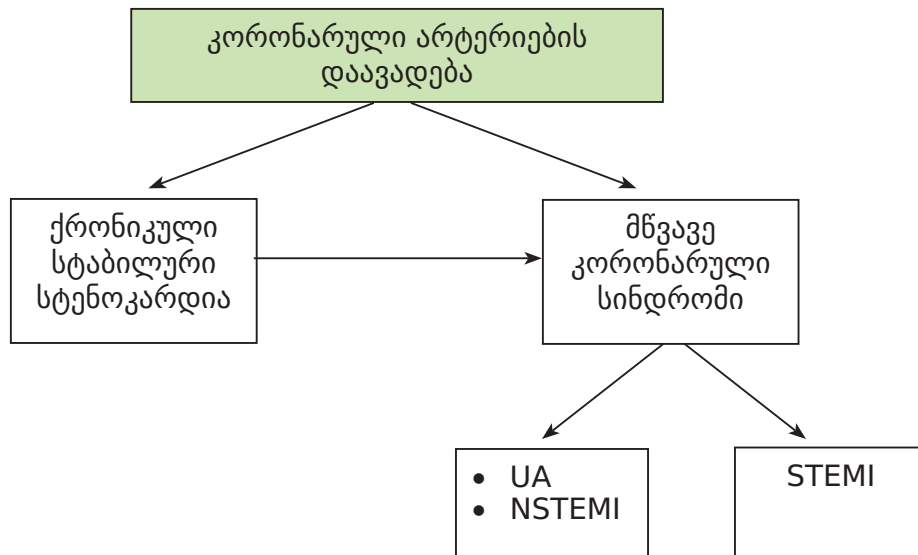 კორონარული არტერიების
დაავადება
ქრონიკული
სტაბილური
სტენოკარდია
მწვავე
კორონარული
სინდრომი
• UA
• NSTEMI
STEMI